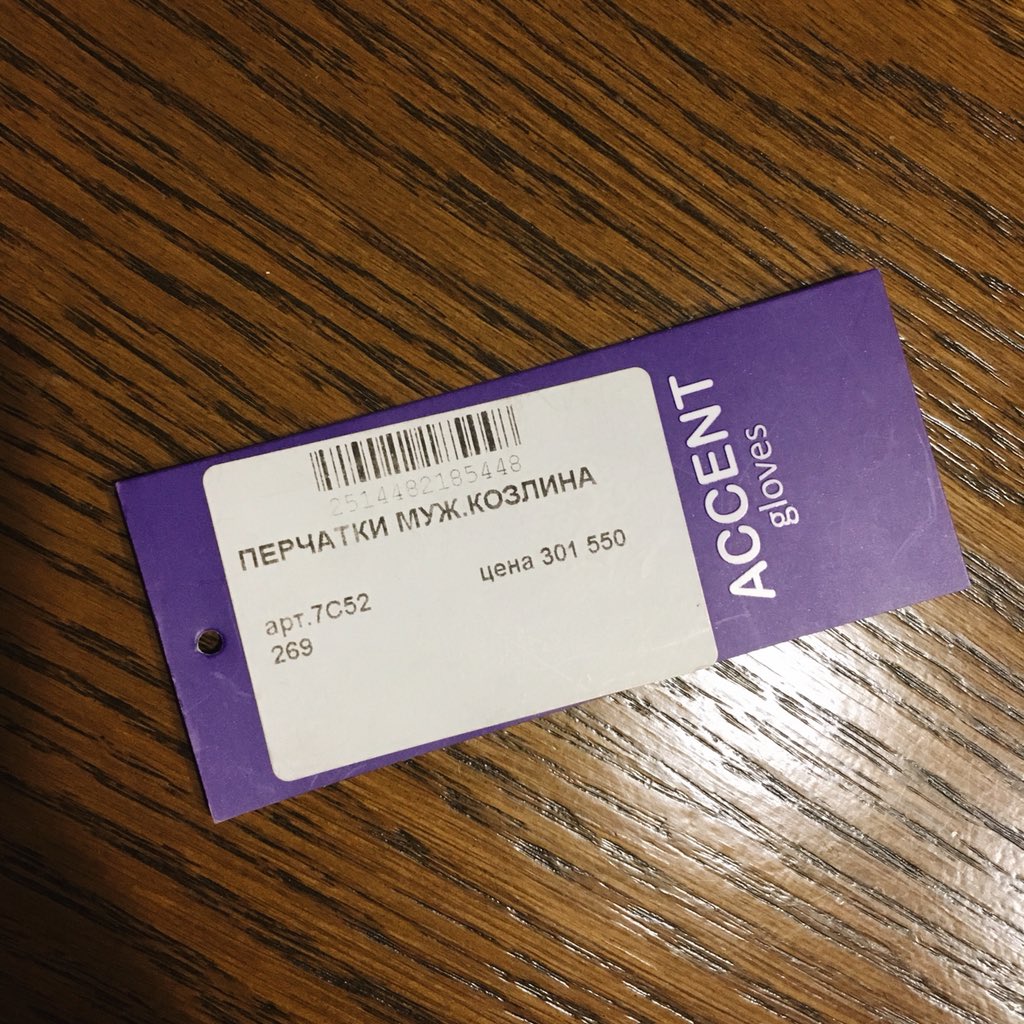 2514482185448
ПЕРЧАТКИ МУЖ.КОЗЛИНА
цена 301 550
арт.7С52
269
ACCENT
gloves